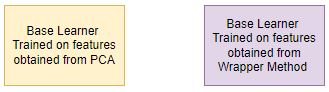 Base Learner
Trained on features
obtained from PCA
Base Learner
Trained on features
obtained from
Wrapper Method